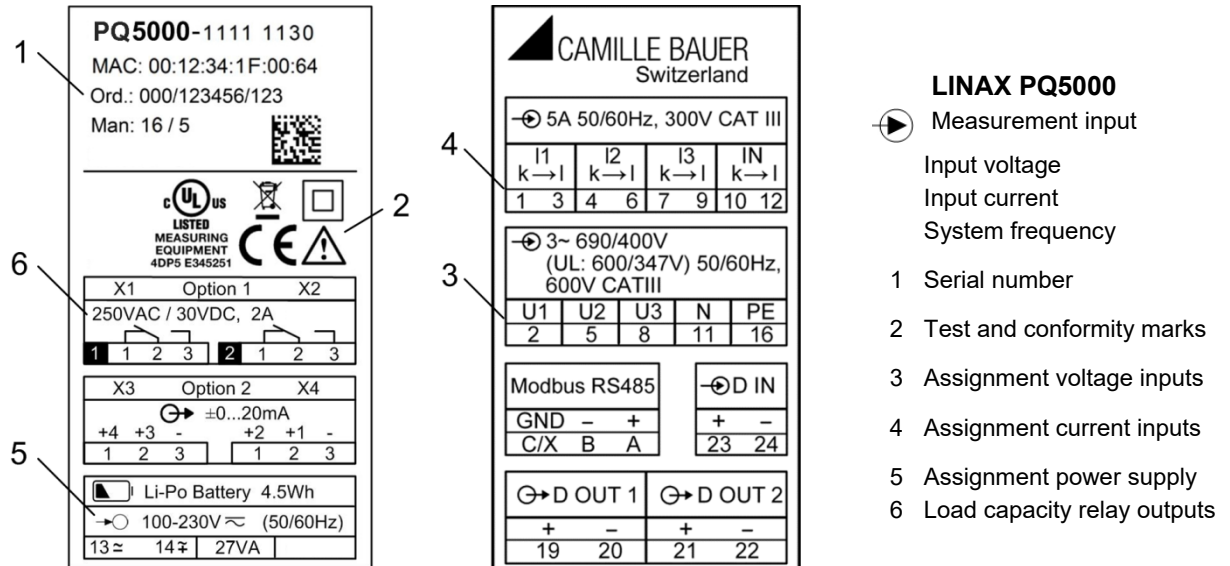 PQ5000-1111 1130
MAC: 00:12:34:1F:00:64
Ord.: 000/123456/123
Man: 16 / 5
1
C UL US
LISTED
MEASURING
EQUIPMENT
4DP5 E345251
CE
2
6
X1 Option 1 X2
250VAC / 30VDC, 2A
1 1 2 3 2 1 2 3
X3 Option 2 X4
±0...20mA
+4 +3 - +2 +1 -
1 2 3 1 2 3
5
Li-Po Battery 4.5Wh
100-230V (50/60Hz)
13 14 27VA
CAMILLE BAUER
Switzerland
5A 50/60Hz, 300V CAT III
4
I1 I2 I3 IN
k→l k→l k→l k→l
1 3 4 6 7 9 10 12
3~ 690/400V
(UL: 600/347V) 50/60Hz,
600V CATIII
3
U1 U2 U3 N PE
2 5 8 11 16
Modbus RS485 D IN
GND – + + –
C/X B A 23 24
D OUT 1 D OUT 2
+ – + –
19 20 21 22
LINAX PQ5000
Measurement input
Input voltage
Input current
System frequency
1 Serial number
2 Test and conformity marks
3 Assignment voltage inputs
4 Assignment current inputs
5 Assignment power supply
6 Load capacity relay outputs